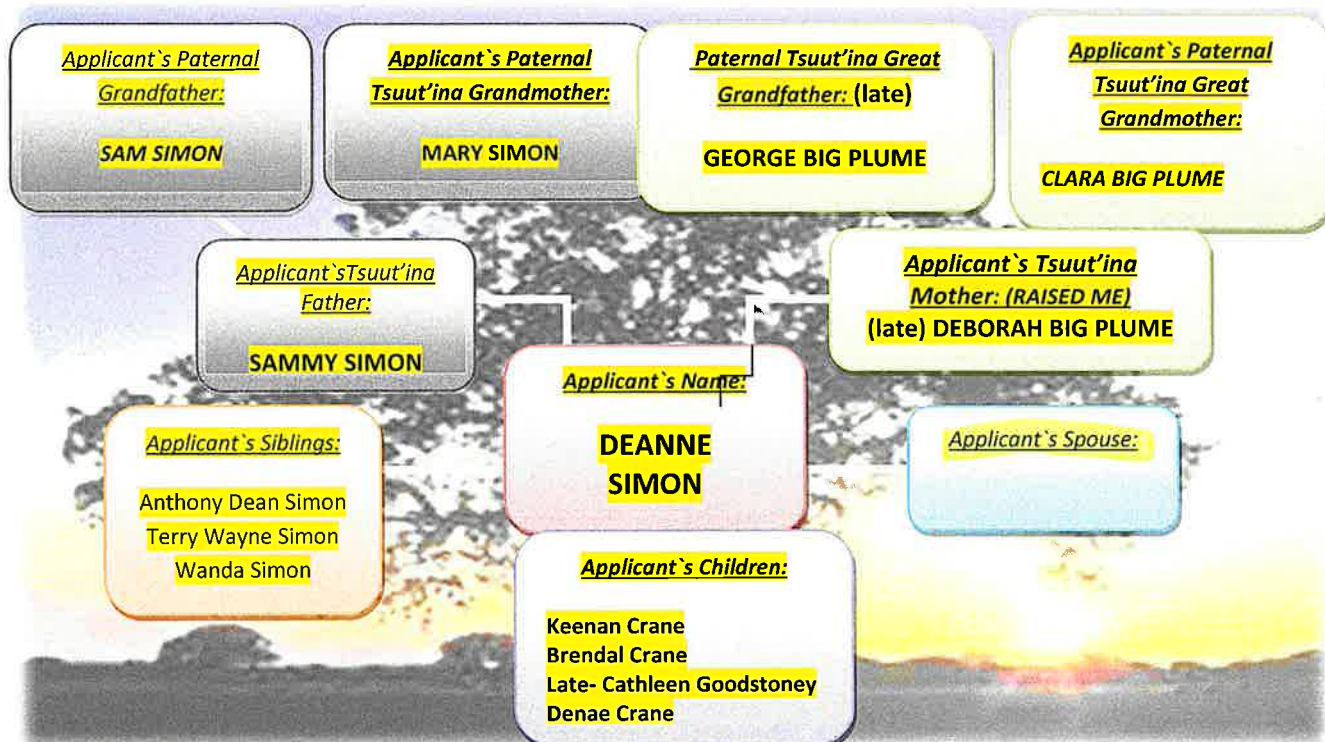 Applicant`s Paternal
Grandfather:
SAM SIMON
Applicant`s Paternal
Tsuut'ina Grandmother:
MARY SIMON
Paternal Tsuut'ina Great
Grandfather: (late)
GEORGE BIG PLUME
Applicant`s Paternal
Tsuut'ina Great
Grandmother:
CLARA BIG PLUME
Applicant`sTsuut'ina
Father:
SAMMY SIMON
Applicant`s Tsuut'ina
Mother: (RAISED ME)
(late) DEBORAH BIG PLUME
Applicant`s Name:
DEANNE
SIMON
Applicant`s Siblings:
Anthony Dean Simon
Terry Wayne Simon
Wanda Simon
Applicant`s Spouse:
Applicant`s Children:
Keenan Crane
Brendal Crane
Late- Cathleen Goodstoney
Denae Crane